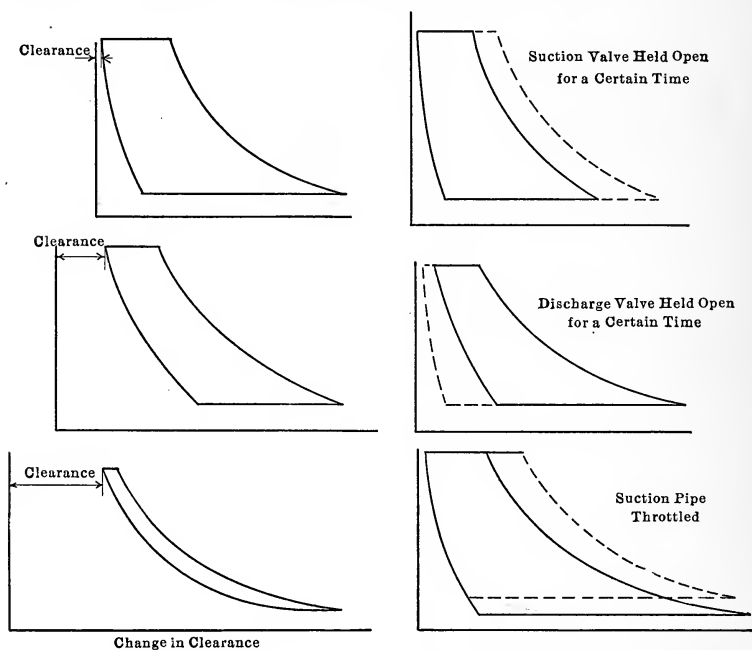 Clearance
Suction Valve Held Open
for a Certain Time
Clearance
Discharge Valve Held Open
for a Certain Time
Clearance
Suction Pipe
Throttled
Change in Clearance